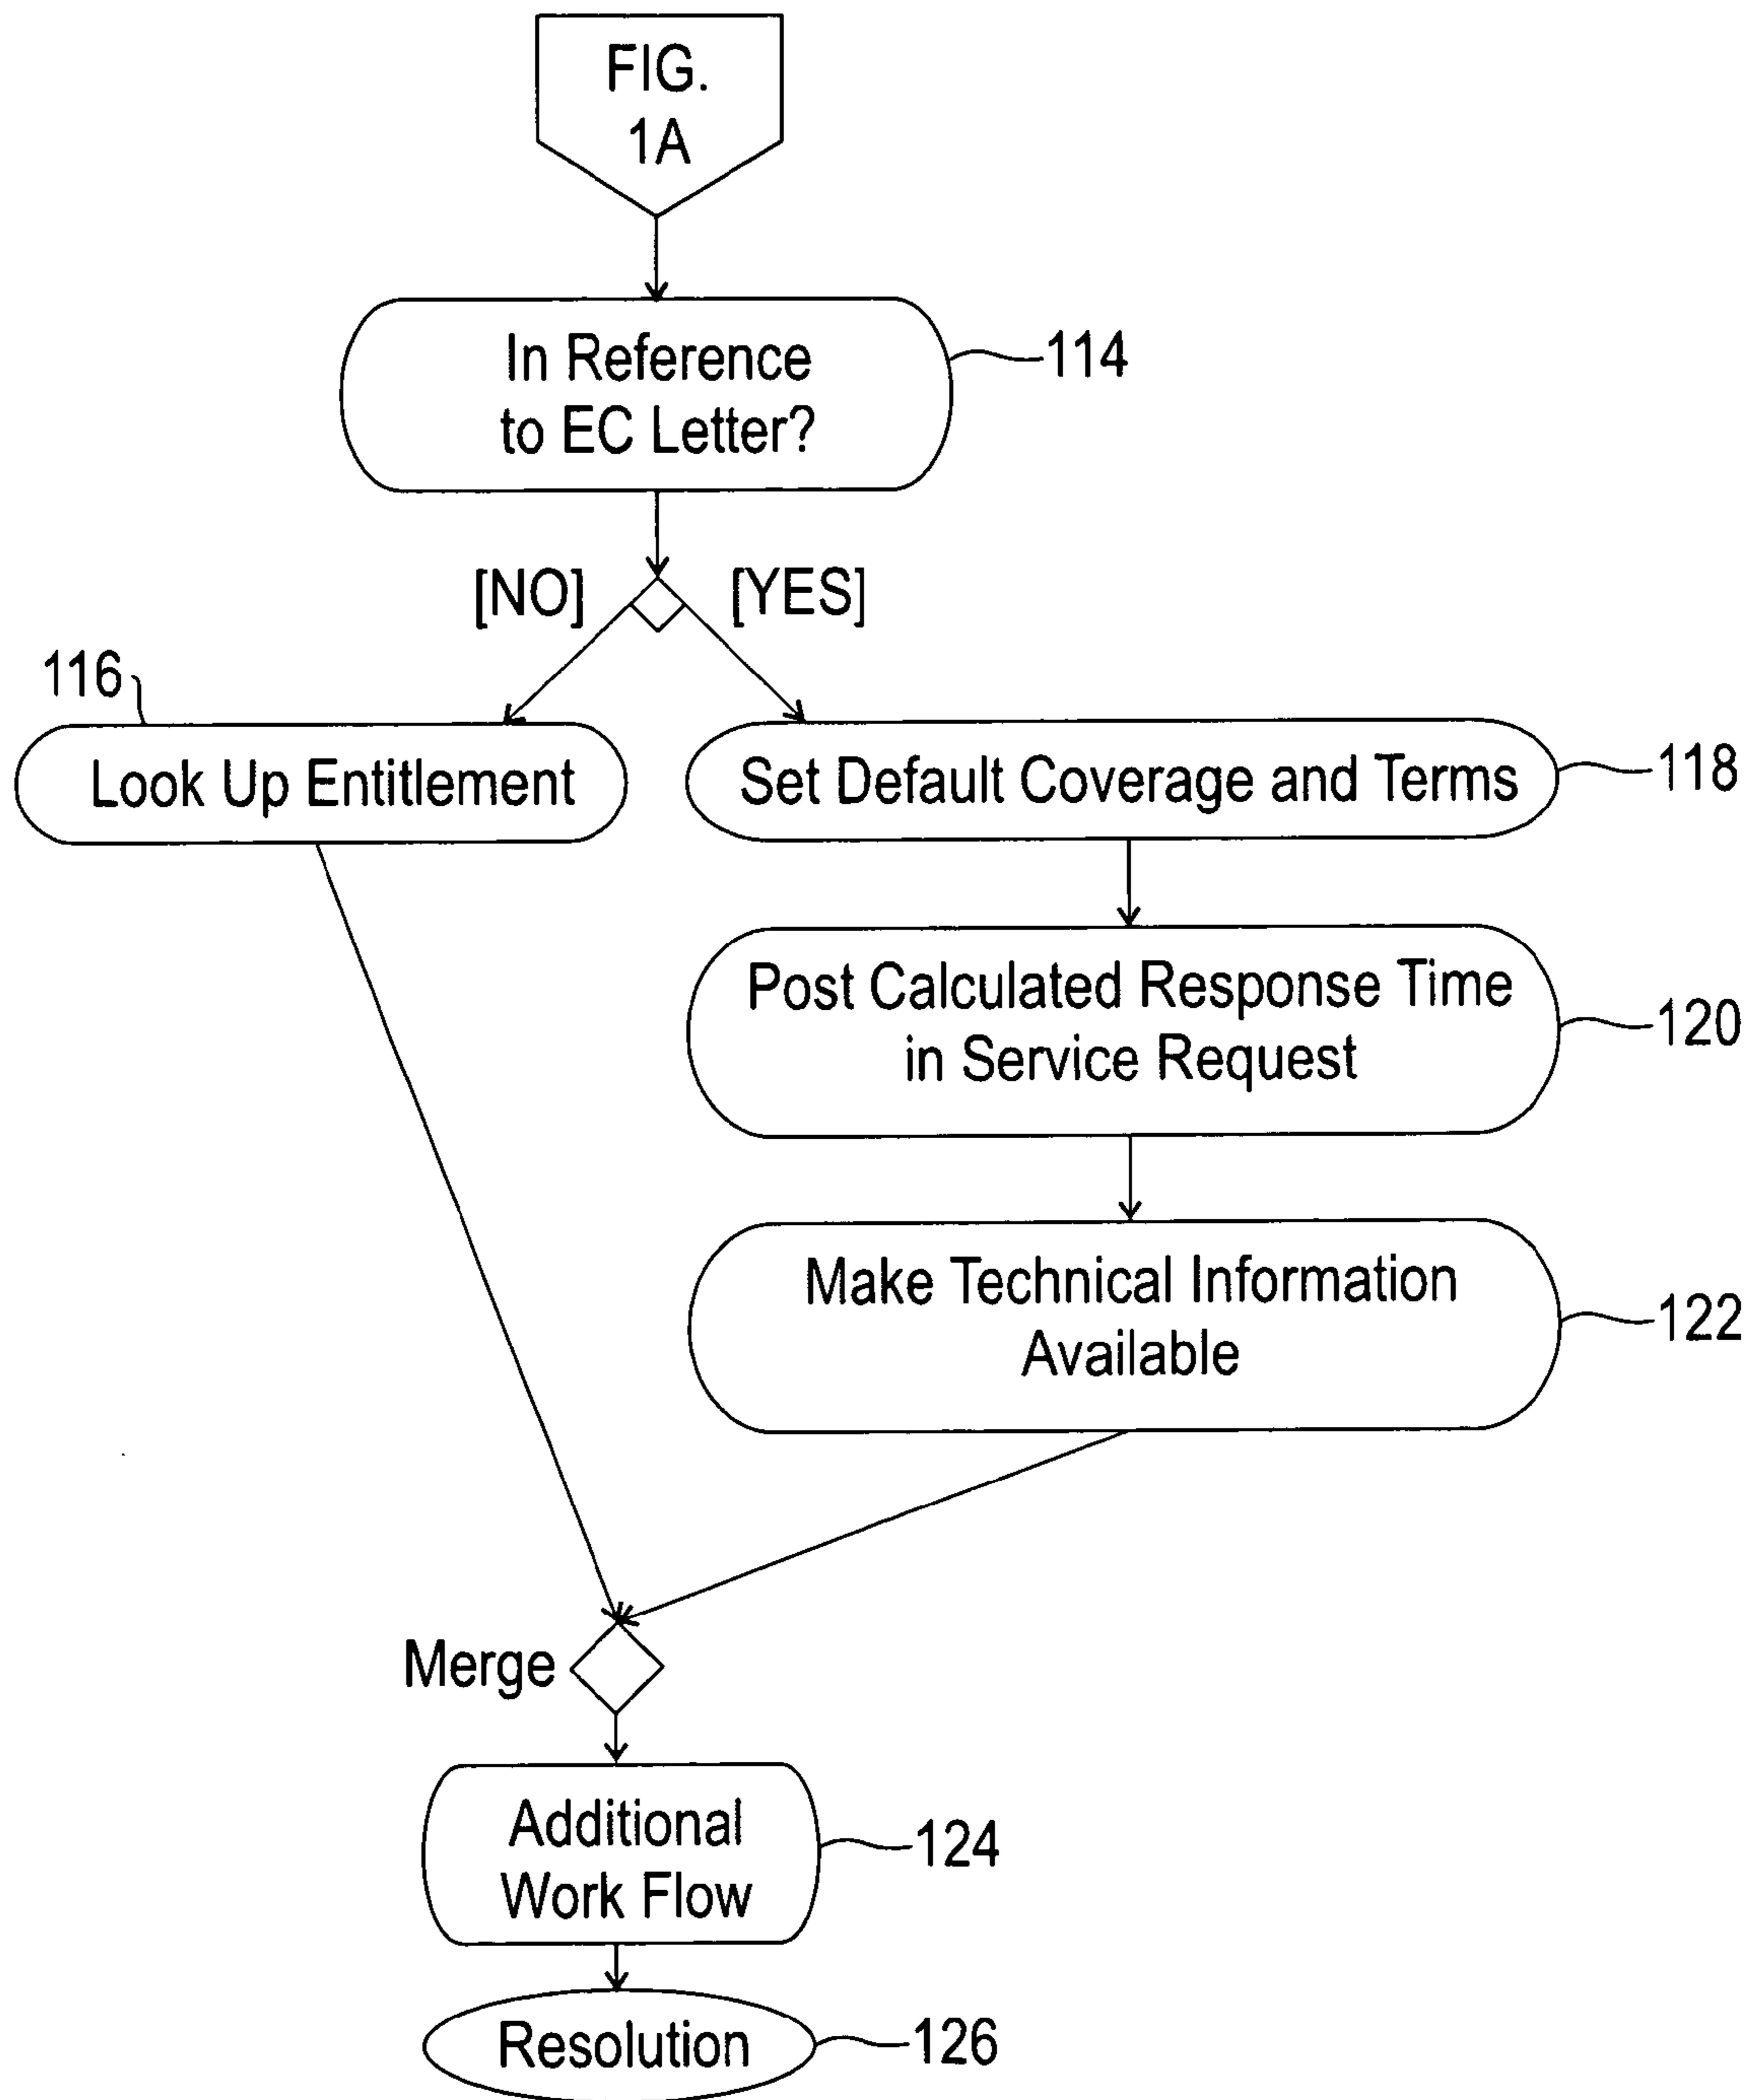 FIG.
1A
In Reference
to EC Letter?
114
[NO]
[YES]
116
Look Up Entitlement
Set Default Coverage and Terms
118
Post Calculated Response Time
in Service Request
120
Make Technical Information
Available
122
Merge
Additional
Work Flow
124
Resolution
126